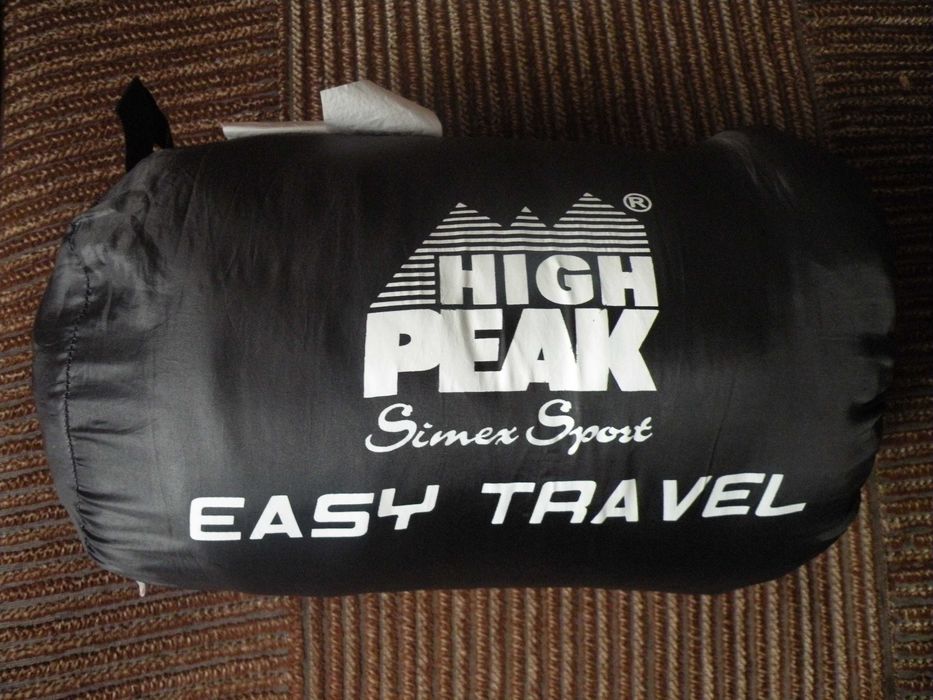 ®
HIGH
PEAK
Simex Sport
EASY TRAVEL